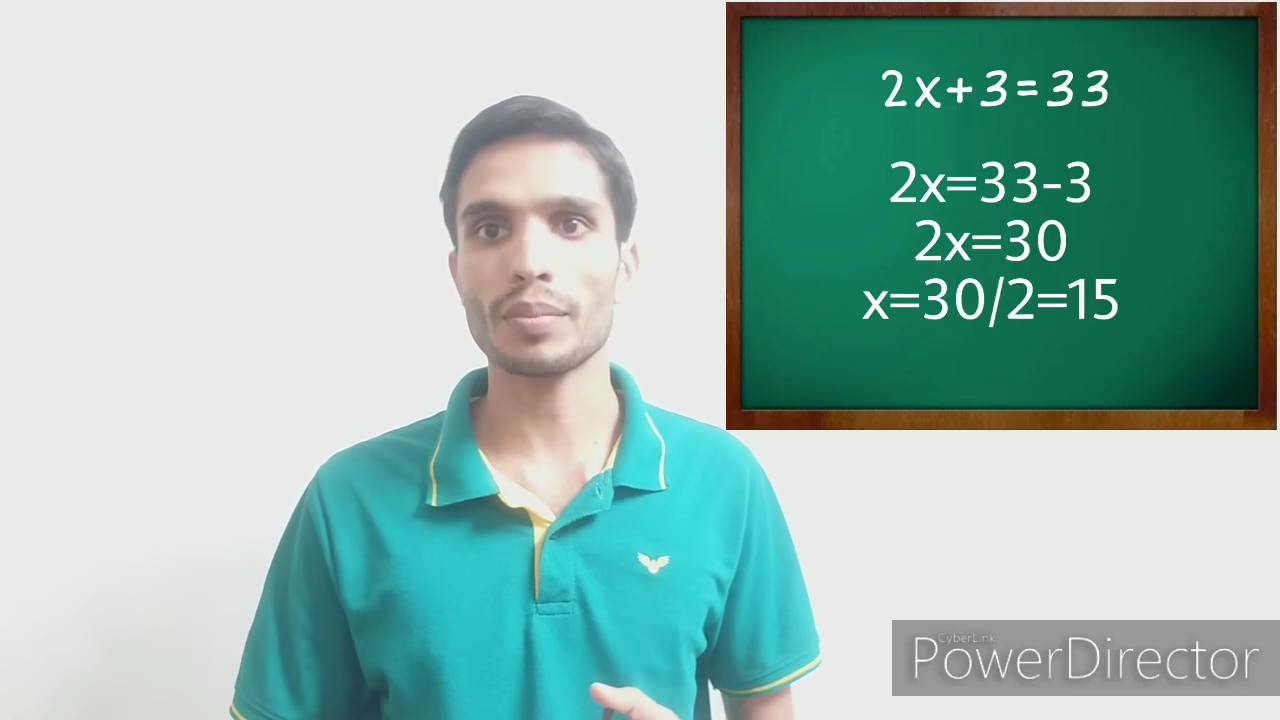 2x+3=33
2x=33-3
2x=30
x=30/2=15
CyberLink
PowerDirector